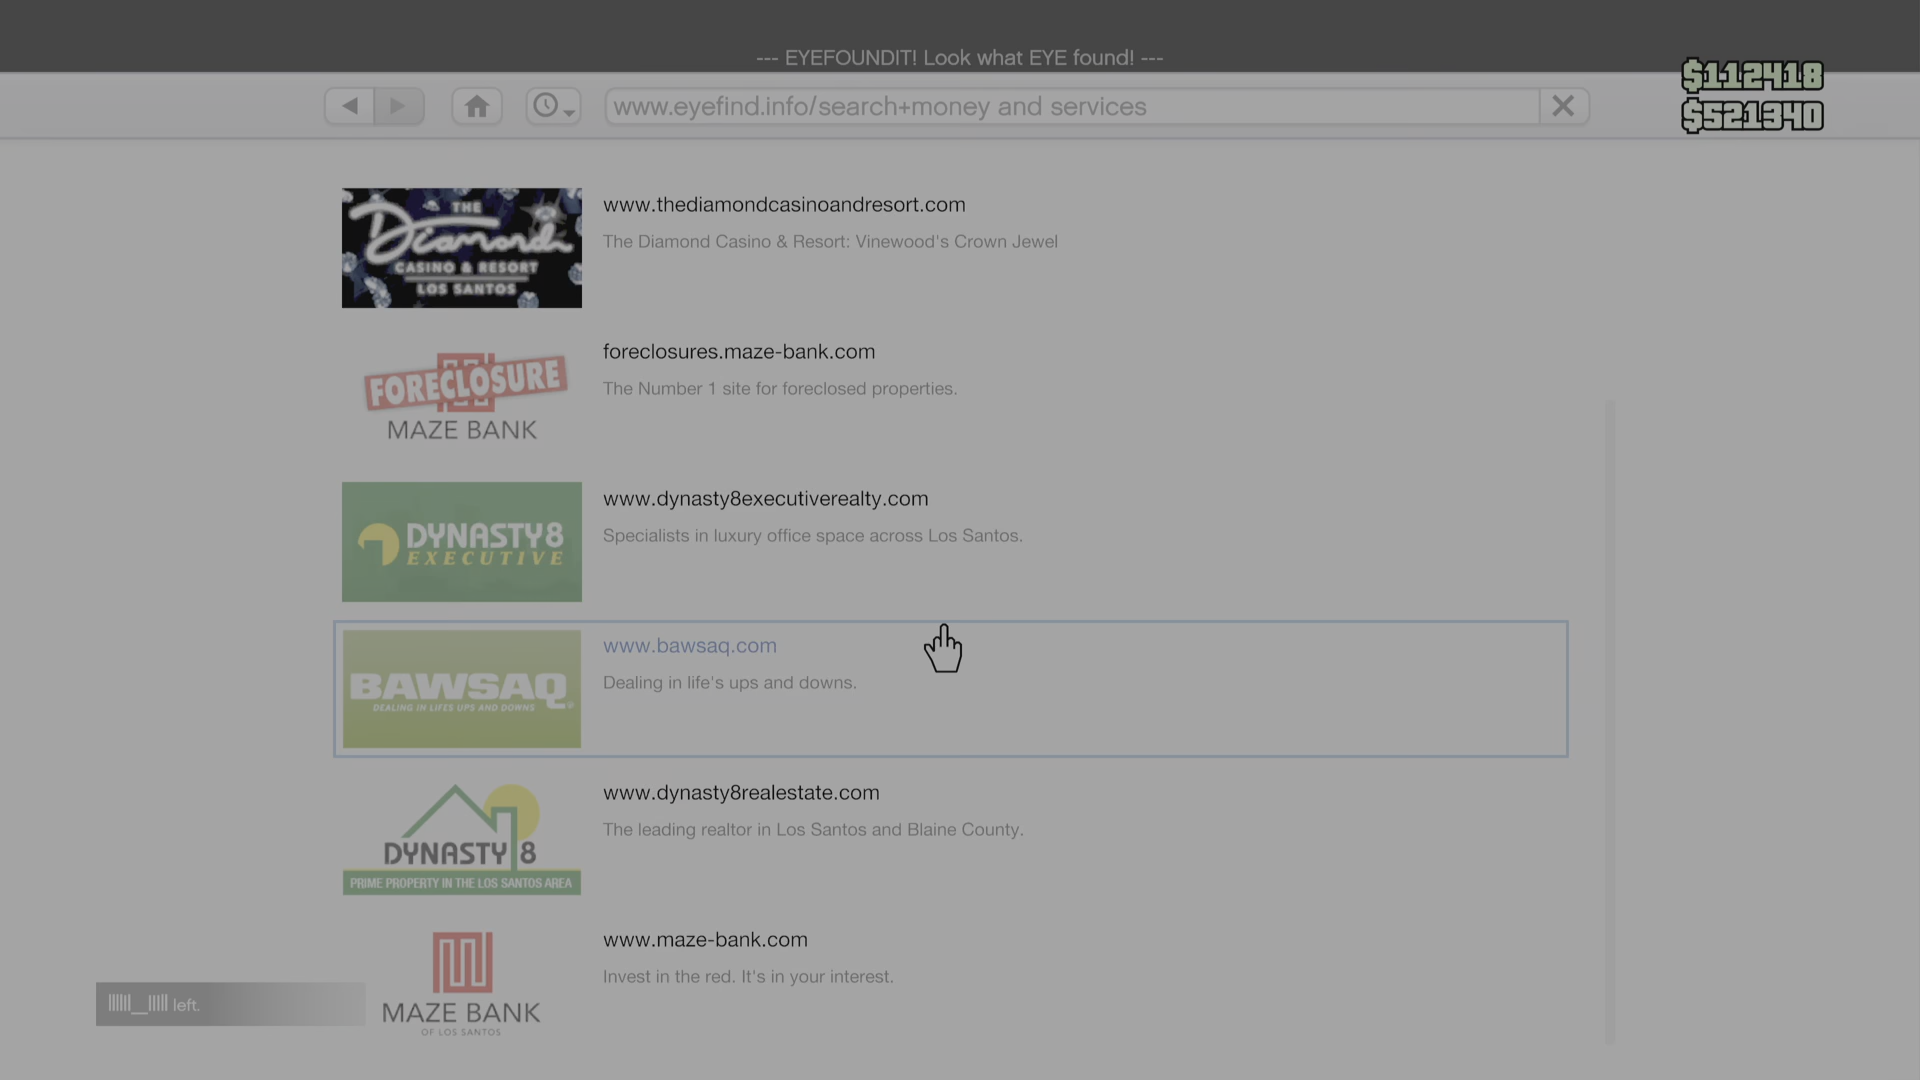 --- EYEFOUNDIT! Look what EYE found! ---
www.eyefind.info/search+money and services
$112418
$521340
THE
Diamond
CASINO & RESORT
LOS SANTOS
www.thediamondcasinoandresort.com
The Diamond Casino & Resort: Vinewood's Crown Jewel
FORECLOSURE
MAZE BANK
foreclosures.maze-bank.com
The Number 1 site for foreclosed properties.
DYNASTY8
EXECUTIVE
www.dynasty8executiverealty.com
Specialists in luxury office space across Los Santos.
BAWSAQ
DEALING IN LIFES UPS AND DOWNS
www.bawsaq.com
Dealing in life's ups and downs.
DYNASTY 8
PRIME PROPERTY IN THE LOS SANTOS AREA
www.dynasty8realestate.com
The leading realtor in Los Santos and Blaine County.
MAZE BANK
OF LOS SANTOS
www.maze-bank.com
Invest in the red. It's in your interest.
left.